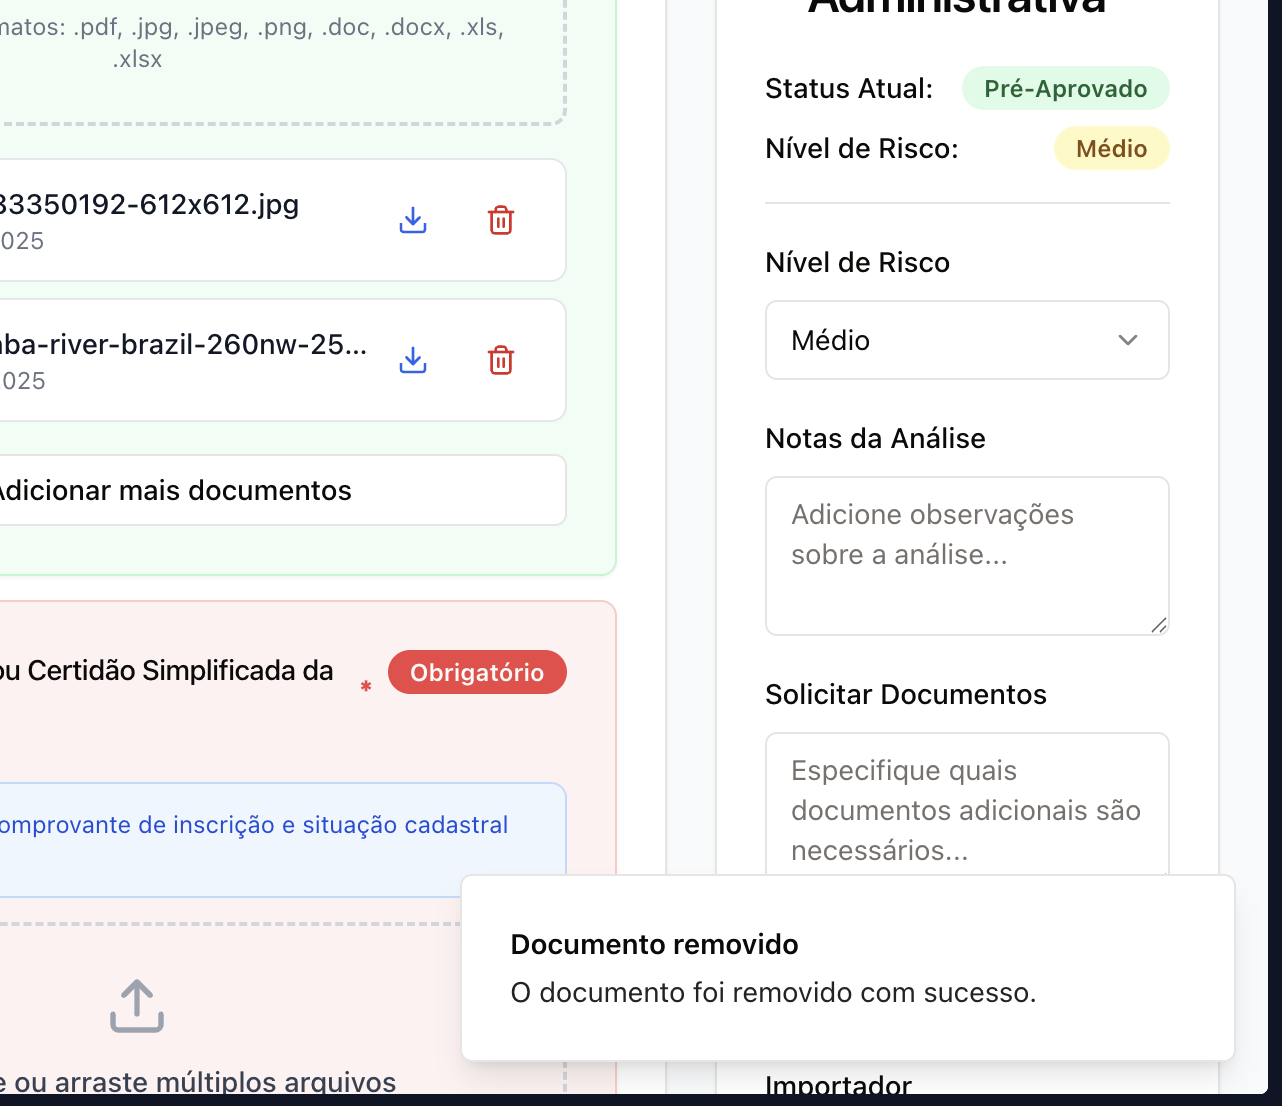 .pdf, .jpg, .jpeg, .png, .doc, .docx, .xls,
.xlsx
33350192-612x612.jpg
025
ba-river-brazil-260nw-25...
025
Adicionar mais documentos
ou Certidão Simplificada da
* Obrigatório
omprovante de inscrição e situação cadastral
e ou arraste múltiplos arquivos
Administrativa
Status Atual: Pré-Aprovado
Nível de Risco: Médio
Nível de Risco
Médio
Notas da Análise
Adicione observações
sobre a análise...
Solicitar Documentos
Especifique quais
documentos adicionais são
necessários...
Documento removido
O documento foi removido com sucesso.
Importador